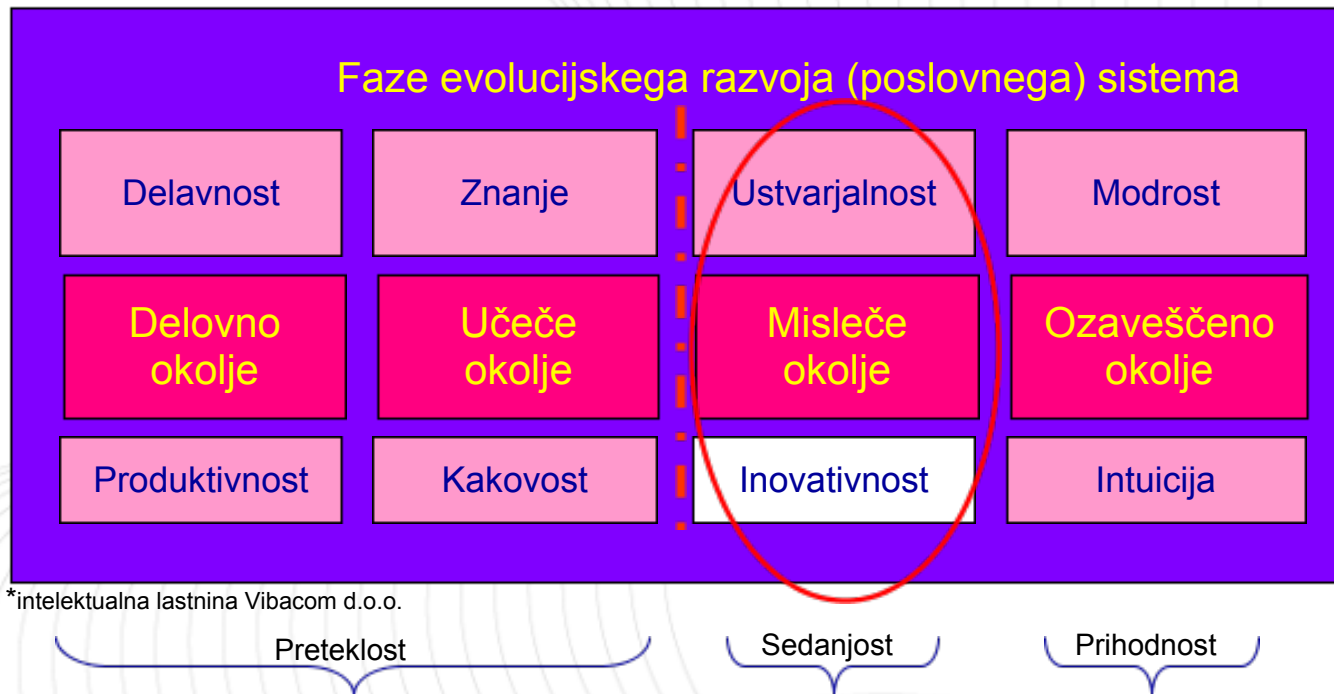 Faze evolucijskega razvoja (poslovnega) sistema
Delavnost
Znanje
Ustvarjalnost
Modrost
Delovno
okolje
Učeče
okolje
Misleče
okolje
Ozaveščeno
okolje
Produktivnost
Kakovost
Inovativnost
Intuicija
*intelektualna lastnina Vibacom d.o.o.
Preteklost
Sedanjost
Prihodnost